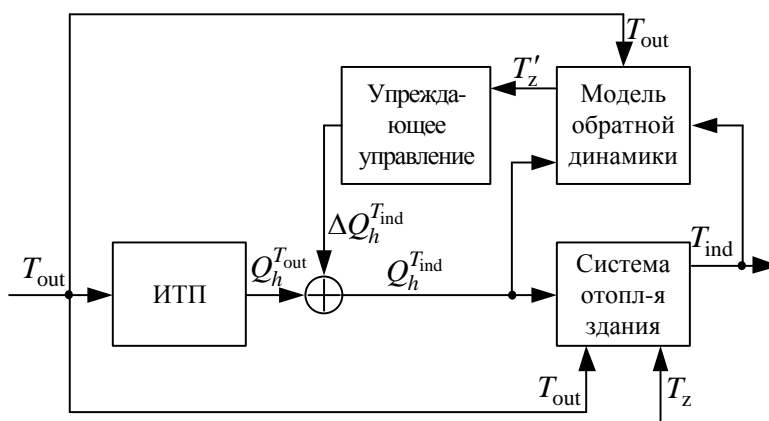 T_out
T′_z
Упрежда-
ющее
управление
Модель
обратной
динамики
ΔQ_h^{T_ind}
T_ind
T_out
Q_h^{T_out}
Q_h^{T_ind}
ИТП
Система
отопл-я
здания
T_out
T_z